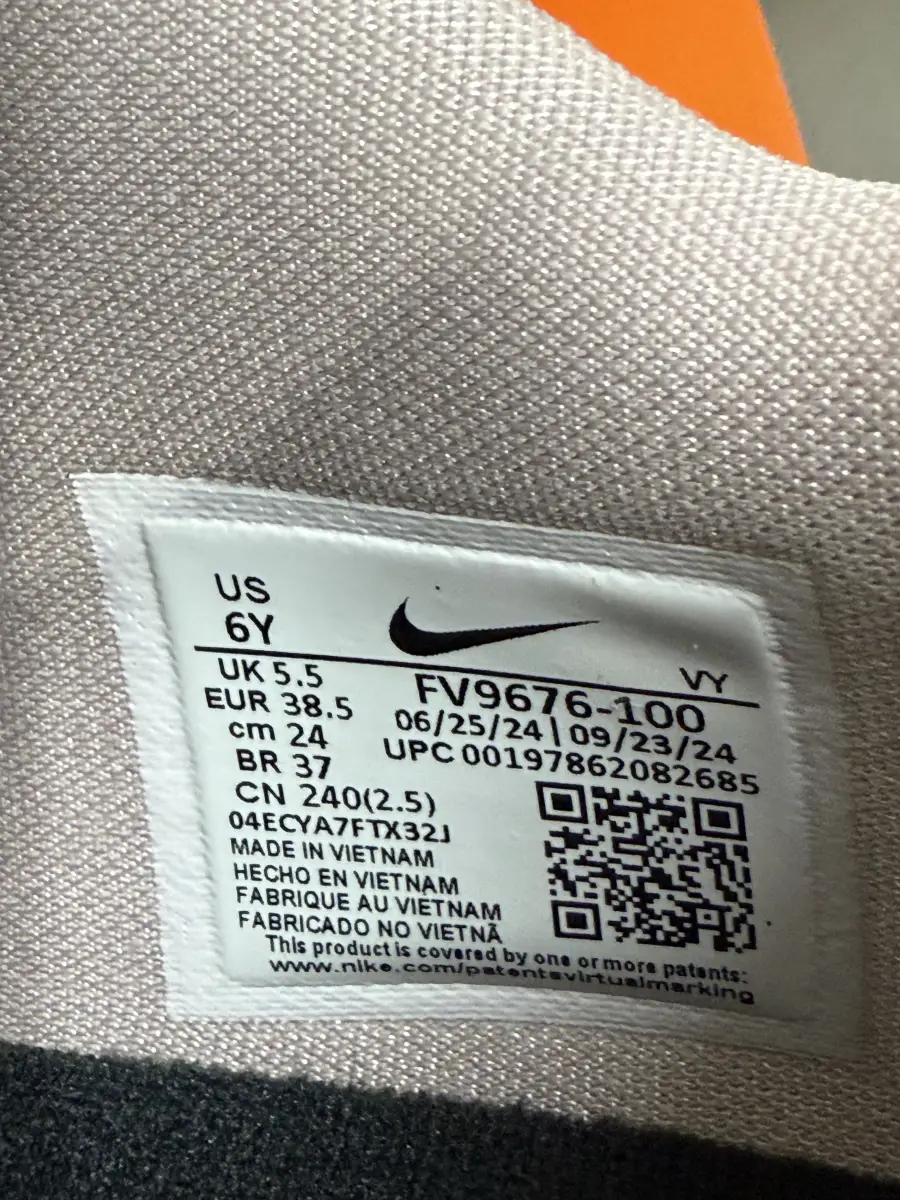 US
6Y
VY
UK 5.5
EUR 38.5
cm 24
BR 37
CN 240(2.5)
FV9676-100
06/25/24|09/23/24
UPC 00197862082685
04ECYA7FTX32J
MADE IN VIETNAM
HECHO EN VIETNAM
FABRIQUE AU VIETNAM
FABRICADO NO VIETNÃ
This product is covered by one or more patents:
www.nike.com/patentsvirtualmarking